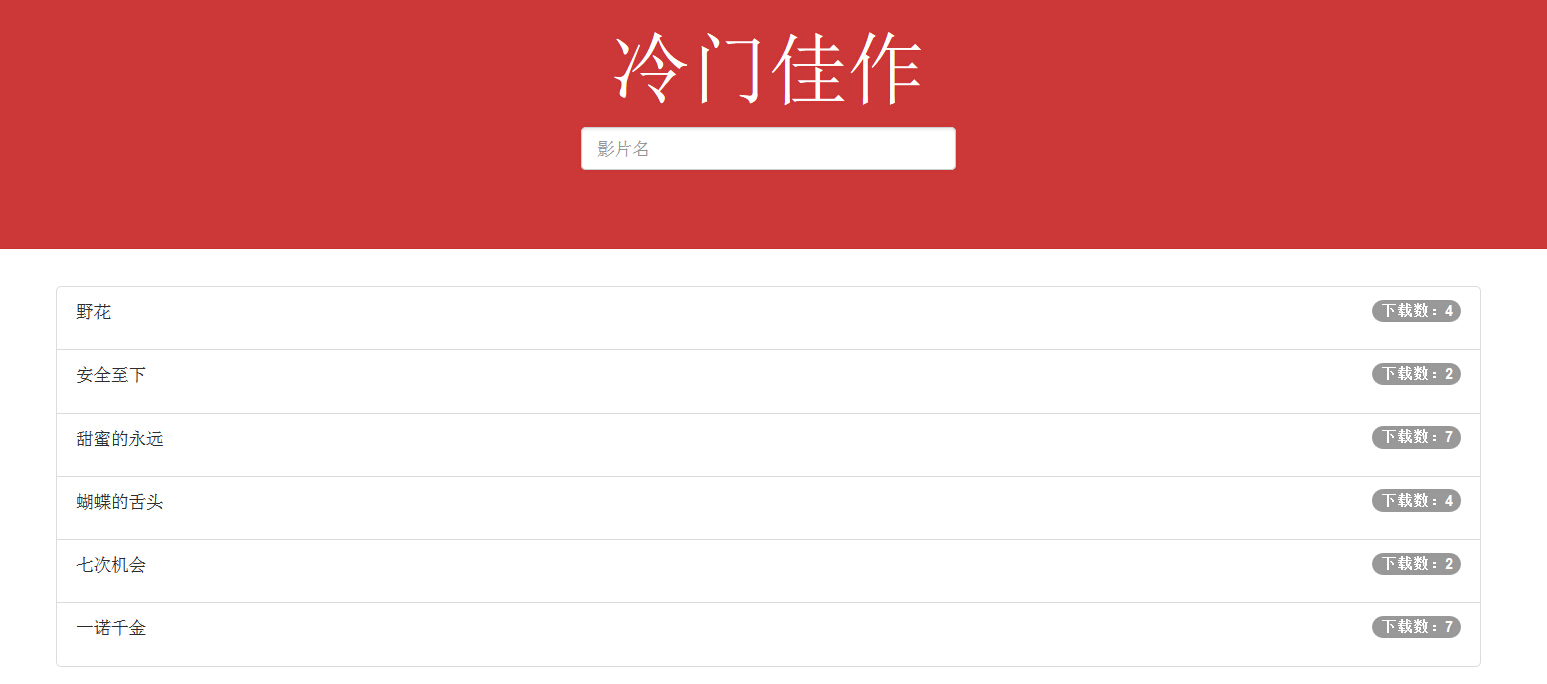 冷门佳作
影片名
野花 下载数：4
安全至下 下载数：2
甜蜜的永远 下载数：7
蝴蝶的舌头 下载数：4
七次机会 下载数：2
一诺千金 下载数：7